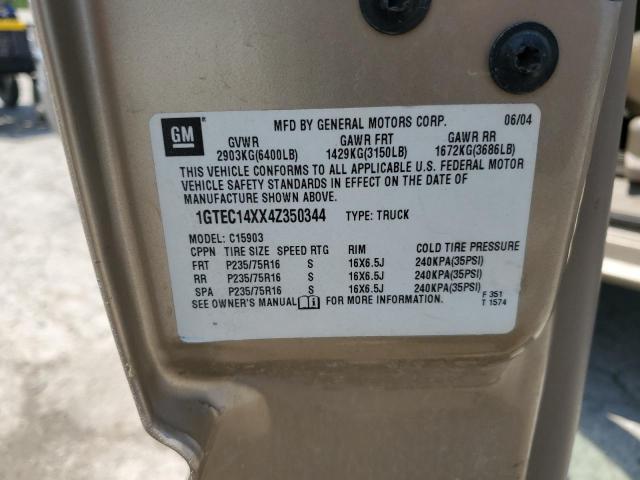 GM
MFD BY GENERAL MOTORS CORP. 06/04
GVWR GAWR FRT GAWR RR
2903KG(6400LB) 1429KG(3150LB) 1672KG(3686LB)
THIS VEHICLE CONFORMS TO ALL APPLICABLE U.S. FEDERAL MOTOR
VEHICLE SAFETY STANDARDS IN EFFECT ON THE DATE OF
MANUFACTURE SHOWN ABOVE.
1GTEC14XX4Z350344 TYPE: TRUCK
MODEL: C15903
CPPN TIRE SIZE SPEED RTG RIM COLD TIRE PRESSURE
FRT P235/75R16 S 16X6.5J 240KPA(35PSI)
RR P235/75R16 S 16X6.5J 240KPA(35PSI)
SPA P235/75R16 S 16X6.5J 240KPA(35PSI)
SEE OWNER'S MANUAL FOR MORE INFORMATION.
F 351
T 1574